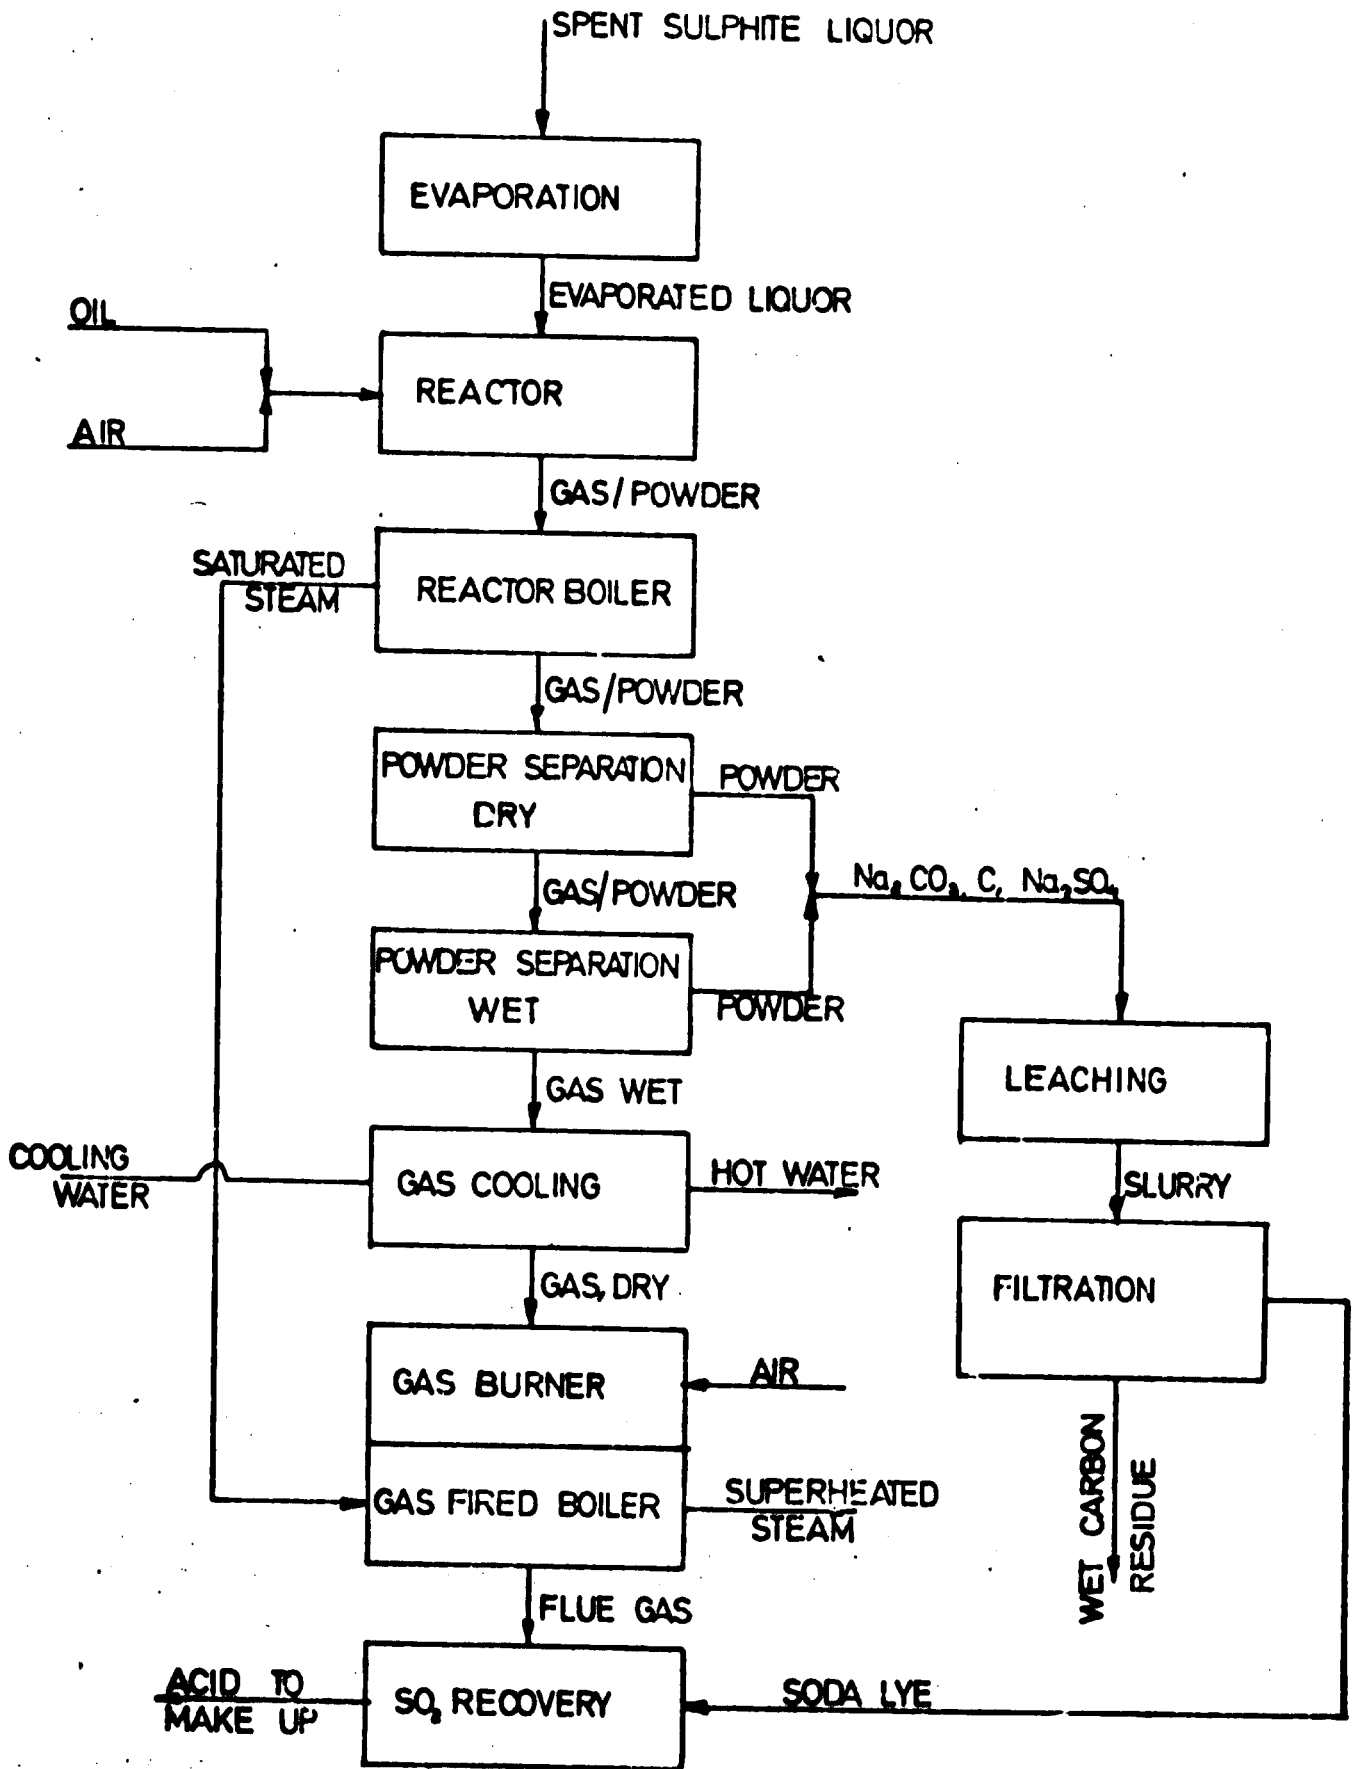 SPENT SULPHITE LIQUOR
EVAPORATION
EVAPORATED LIQUOR
OIL
REACTOR
AIR
GAS/POWDER
SATURATED
STEAM
REACTOR BOILER
GAS/POWDER
POWDER SEPARATION
DRY
POWDER
GAS/POWDER
Na₂CO₃, C, Na₂SO₄
POWDER SEPARATION
WET
POWDER
LEACHING
GAS WET
COOLING
WATER
GAS COOLING
HOT WATER
SLURRY
GAS, DRY
FILTRATION
GAS BURNER
AIR
GAS FIRED BOILER
SUPERHEATED
STEAM
WET CARBON
RESIDUE
FLUE GAS
ACID TO
MAKE UP
SO₂ RECOVERY
SODA LYE